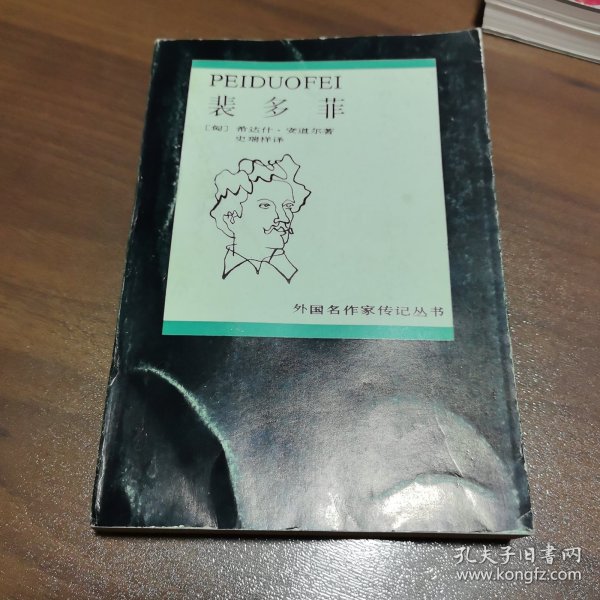 PEIDUOFEI
裴多菲
［匈］希达什·安道尔著
史瑞祥译
外国名作家传记丛书
孔夫子旧书网
www.kongfz.com